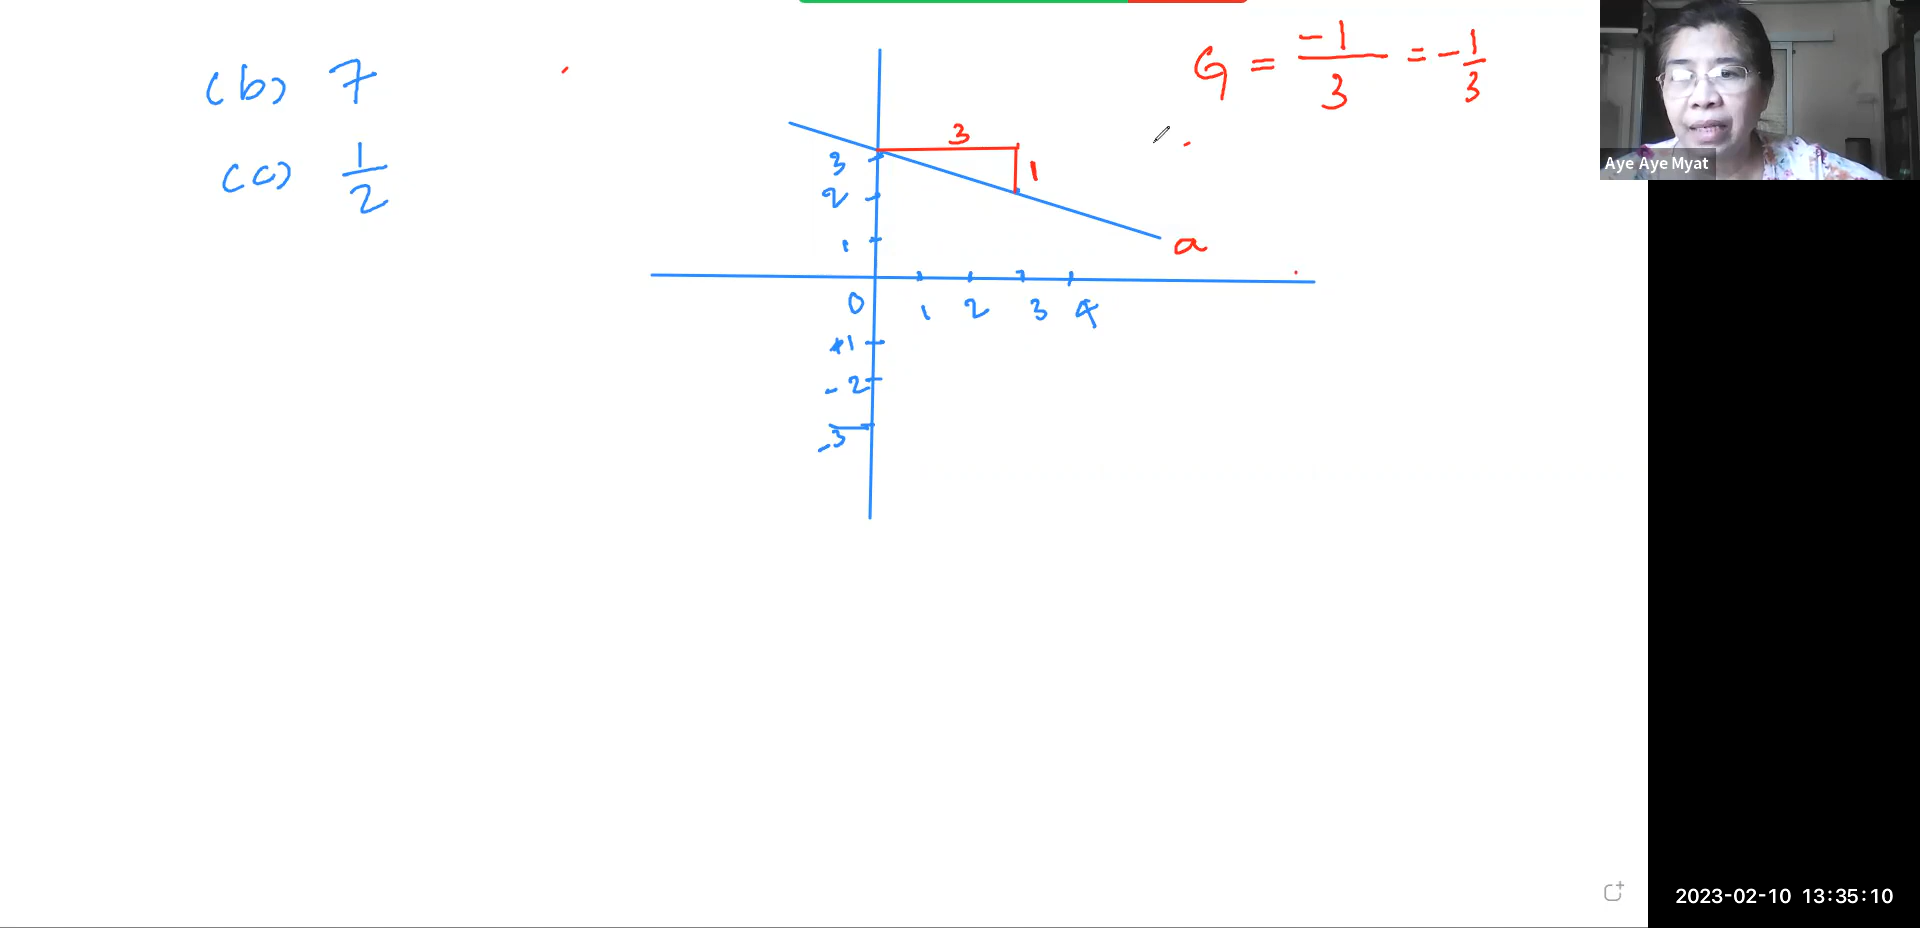 (b) 7
(c) 1/2
G = -1/3 = -1/3
3
1
3
2
1
a
0
1 2 3 4
-1
-2
-3
Aye Aye Myat
2023-02-10 13:35:10